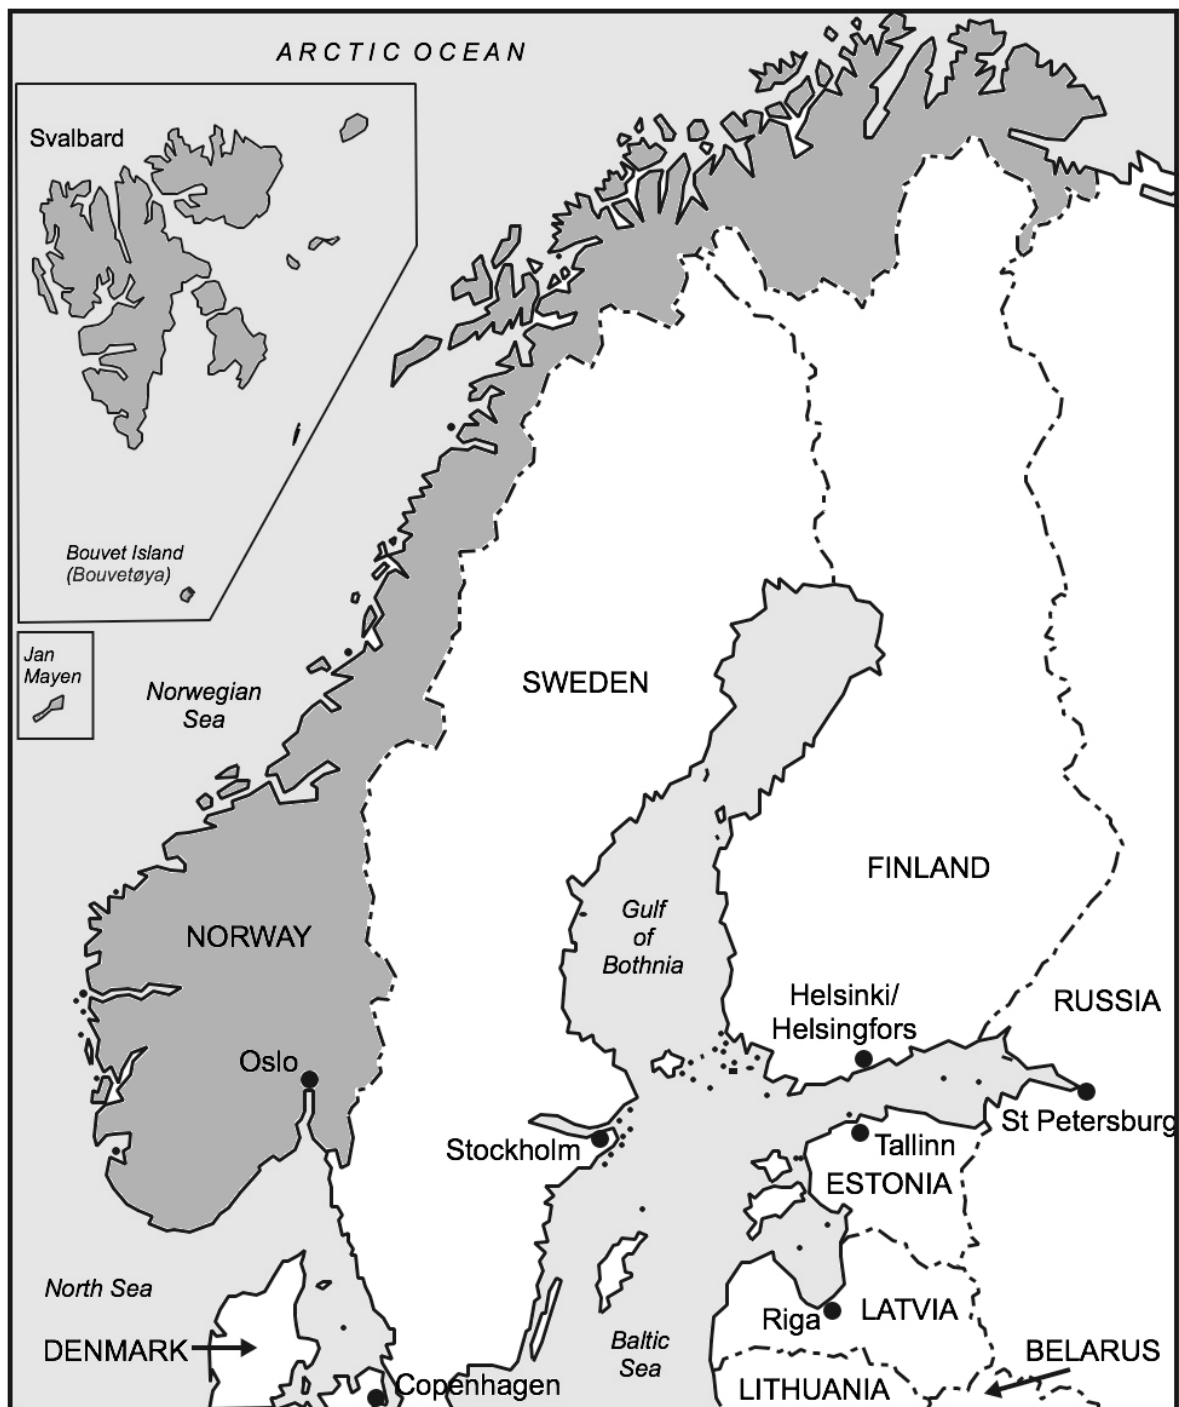 ARCTIC OCEAN
Svalbard
Bouvet Island
(Bouvetøya)
Jan
Mayen
Norwegian
Sea
SWEDEN
FINLAND
NORWAY
Gulf
of
Bothnia
Helsinki/
Helsingfors
RUSSIA
Oslo
St Petersburg
Stockholm
Tallinn
ESTONIA
North Sea
Riga
LATVIA
DENMARK
Baltic
Sea
BELARUS
Copenhagen
LITHUANIA